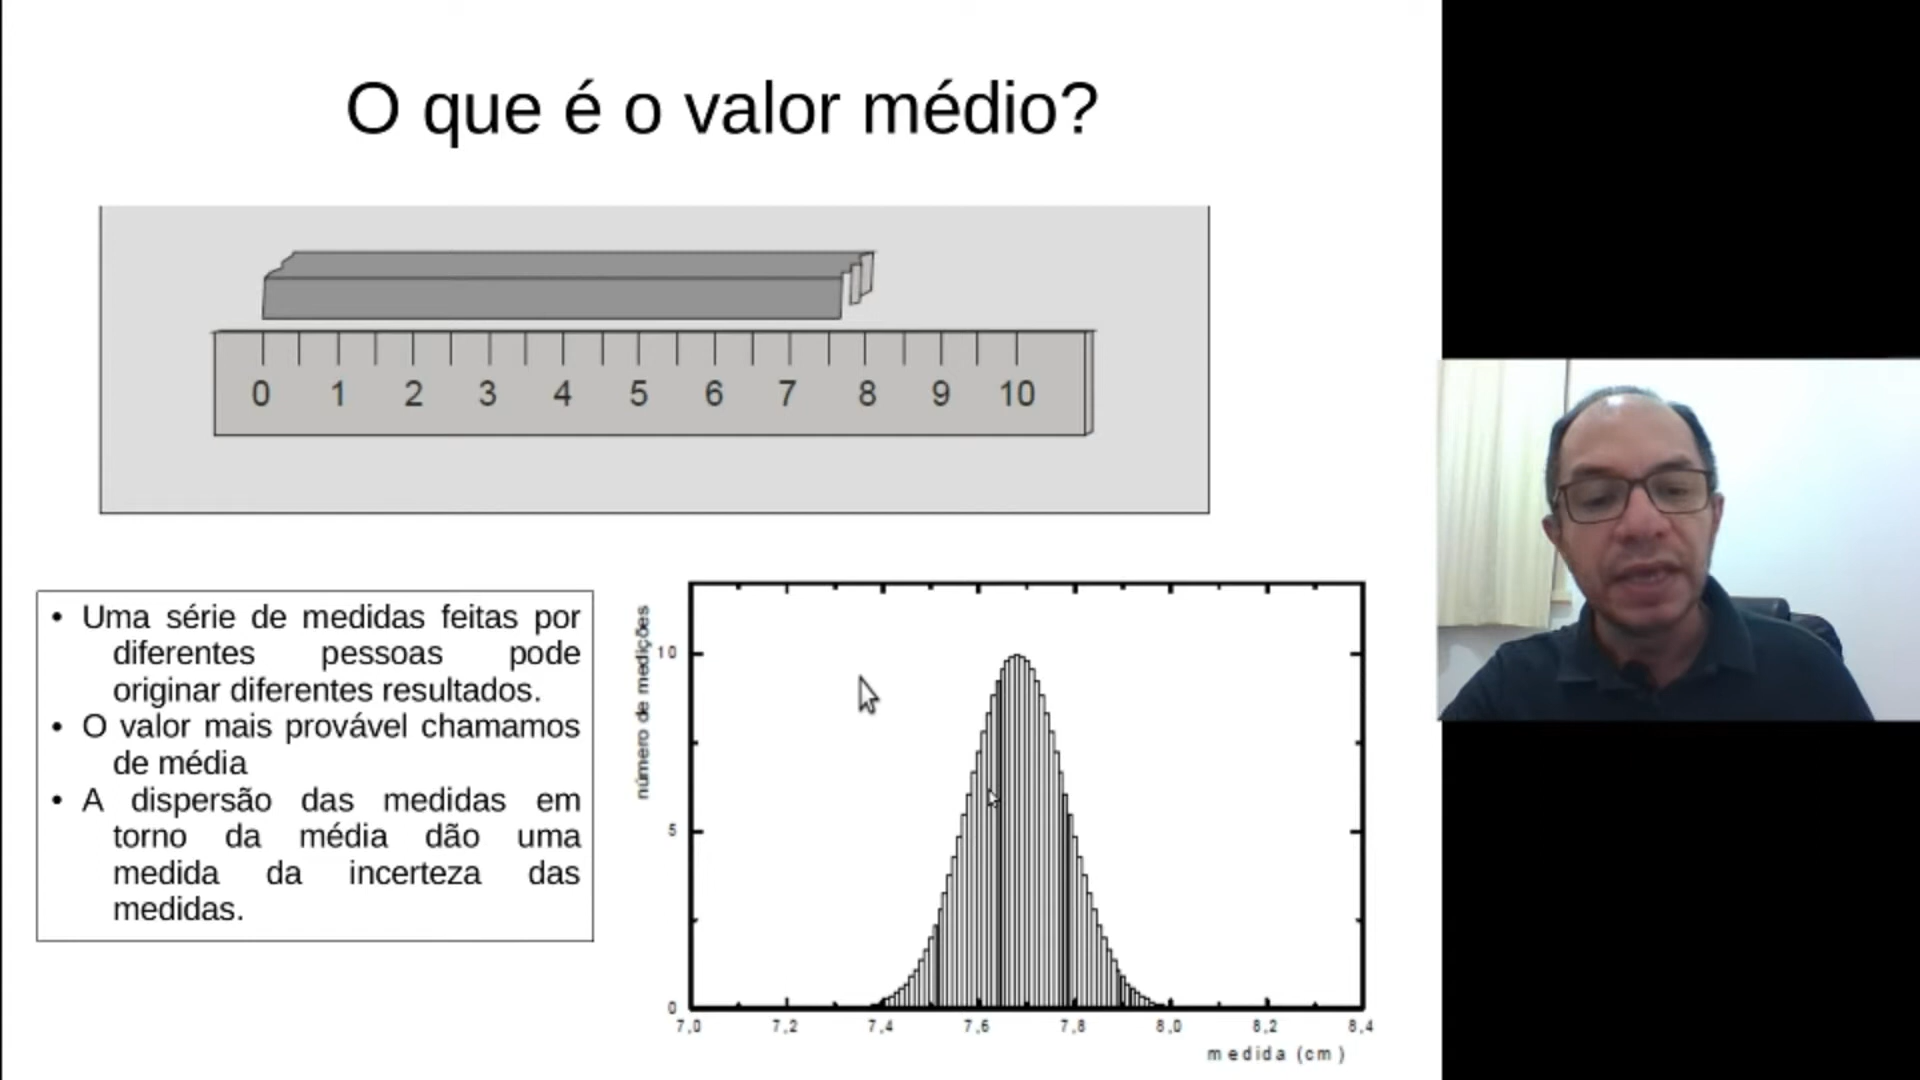 O que é o valor médio?
0 1 2 3 4 5 6 7 8 9 10
• Uma série de medidas feitas por
diferentes pessoas pode
originar diferentes resultados.
• O valor mais provável chamamos
de média
• A dispersão das medidas em
torno da média dão uma
medida da incerteza das
medidas.
número de medições
10
5
0
7,0 7,2 7,4 7,6 7,8 8,0 8,2 8,4
medida (cm)